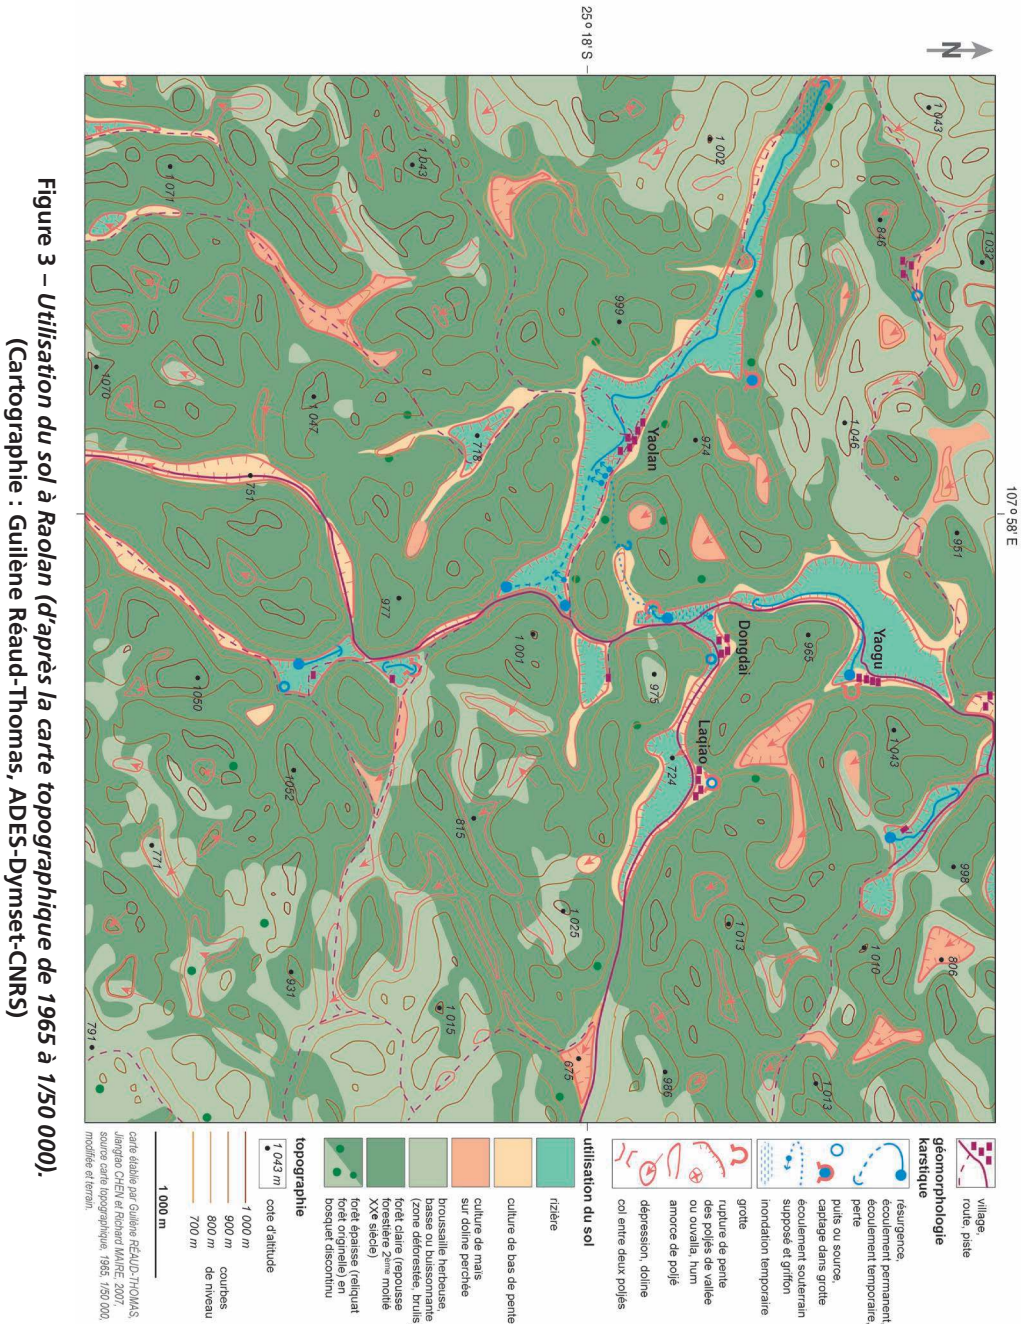 N
25° 18' S
107° 58' E
1 043
1 032
846
1 002
1 043
1 071
999
1 046
974
Yaolan
718
1 047
1070
751
951
977
965
Yaogu
Dongdai
1 001
975
1 043
Laqiao
724
1050
1052
815
771
998
1 013
1 010
806
1 025
931
1 015
675
986
1 013
791
village,
route, piste
géomorphologie
karstique
résurgence,
écoulement permanent,
écoulement temporaire,
perte
puits ou source,
captage dans grotte
écoulement souterrain
supposé et griffon
inondation temporaire
grotte
rupture de pente
des poljés de vallée
ou ouvala, hum
amorce de poljé
dépression, doline
col entre deux poljés
utilisation du sol
rizière
culture de bas de pente
culture de maïs
sur doline perchée
broussaille herbeuse,
basse ou buissonnante
(zone déforestée, brulis)
forêt claire (repousse
forestière 2ème moitié
XXe siècle)
forêt épaisse (reliquat
forêt originelle) en
bosquet discontinu
topographie
1 043 m
cote d'altitude
1 000 m
900 m
800 m
700 m
courbes
de niveau
1 000 m
carte établie par Guilène RÉAUD-THOMAS,
Jiangtao CHEN et Richard MAIRE, 2007,
source carte topographique, 1965, 1/50 000,
modifiée et terrain.
Figure 3 – Utilisation du sol à Raolan (d'après la carte topographique de 1965 à 1/50 000).
(Cartographie : Guilène Réaud-Thomas, ADES-Dymset-CNRS)